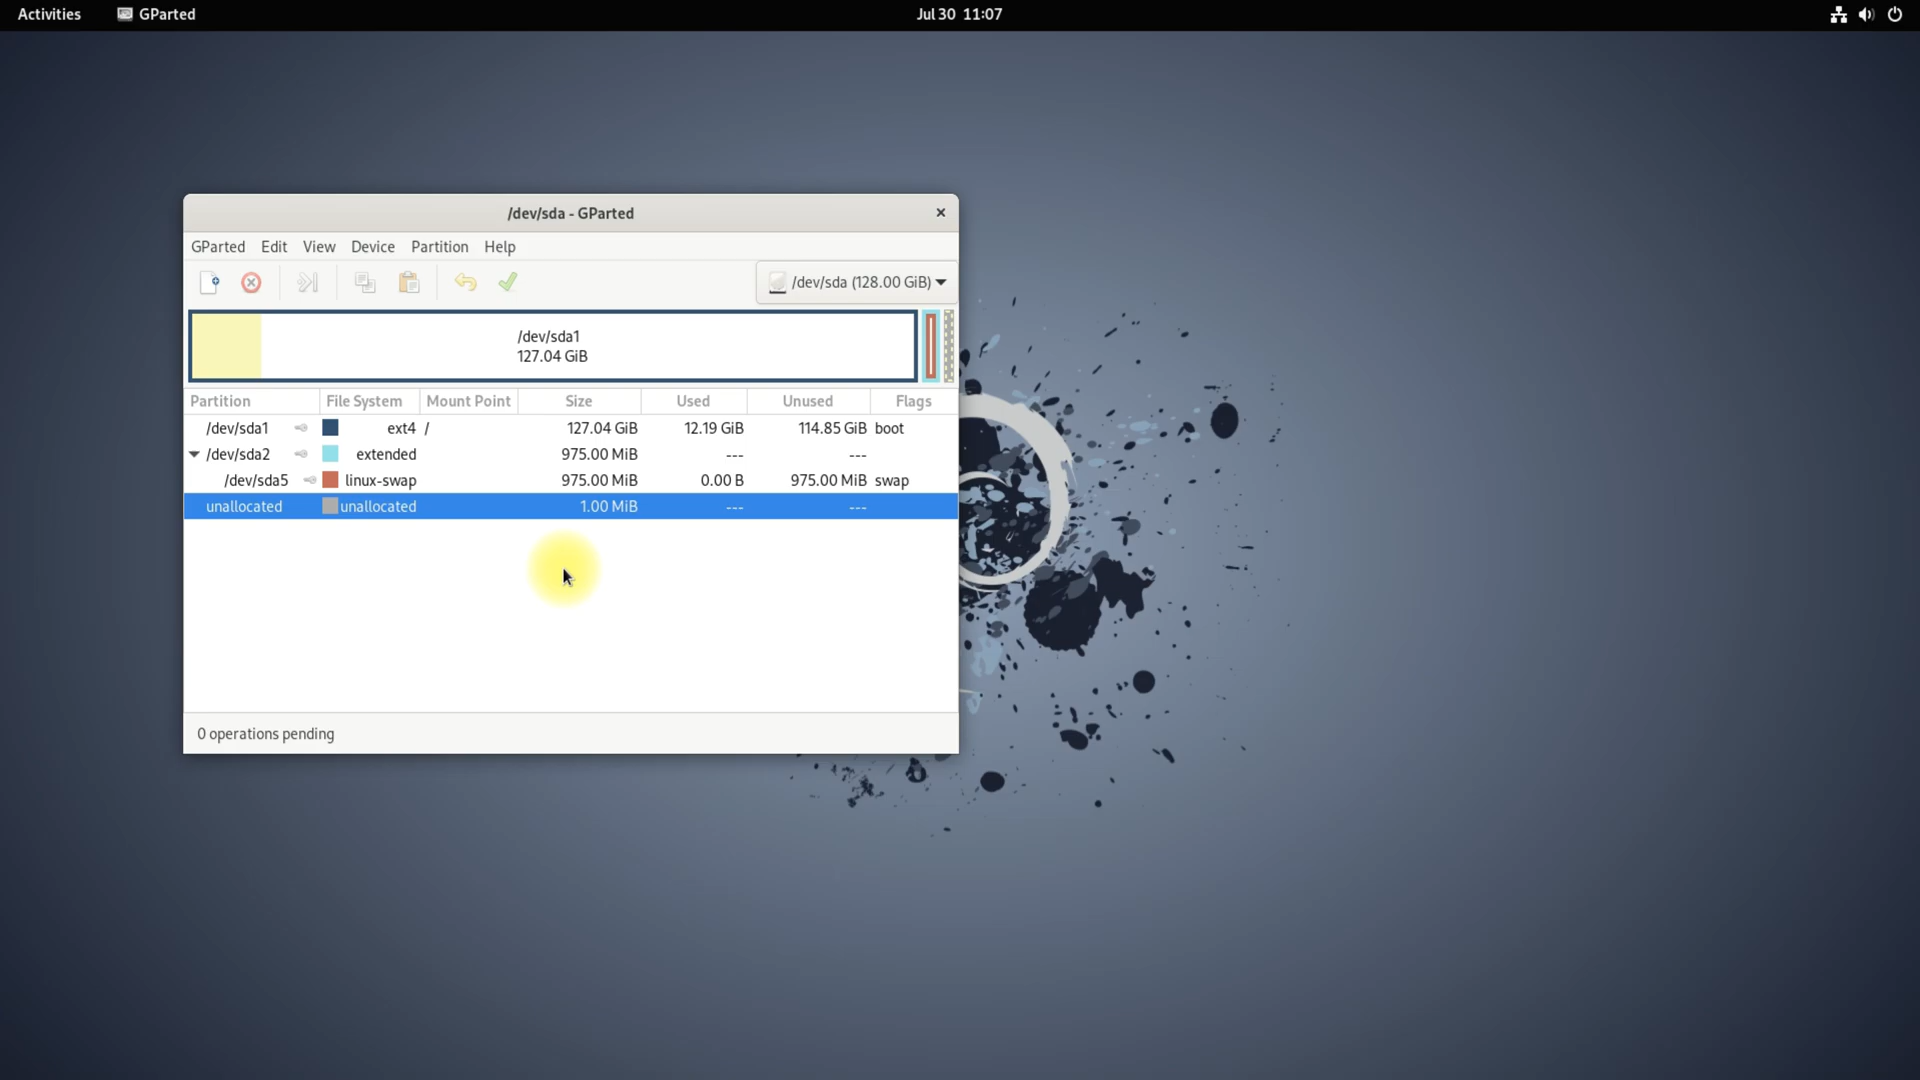 Activities GParted Jul 30 11:07
/dev/sda - GParted
GParted Edit View Device Partition Help
/dev/sda (128.00 GiB)
/dev/sda1
127.04 GiB
Partition File System Mount Point Size Used Unused Flags
/dev/sda1 ext4 / 127.04 GiB 12.19 GiB 114.85 GiB boot
/dev/sda2 extended 975.00 MiB --- ---
/dev/sda5 linux-swap 975.00 MiB 0.00 B 975.00 MiB swap
unallocated unallocated 1.00 MiB --- ---
0 operations pending